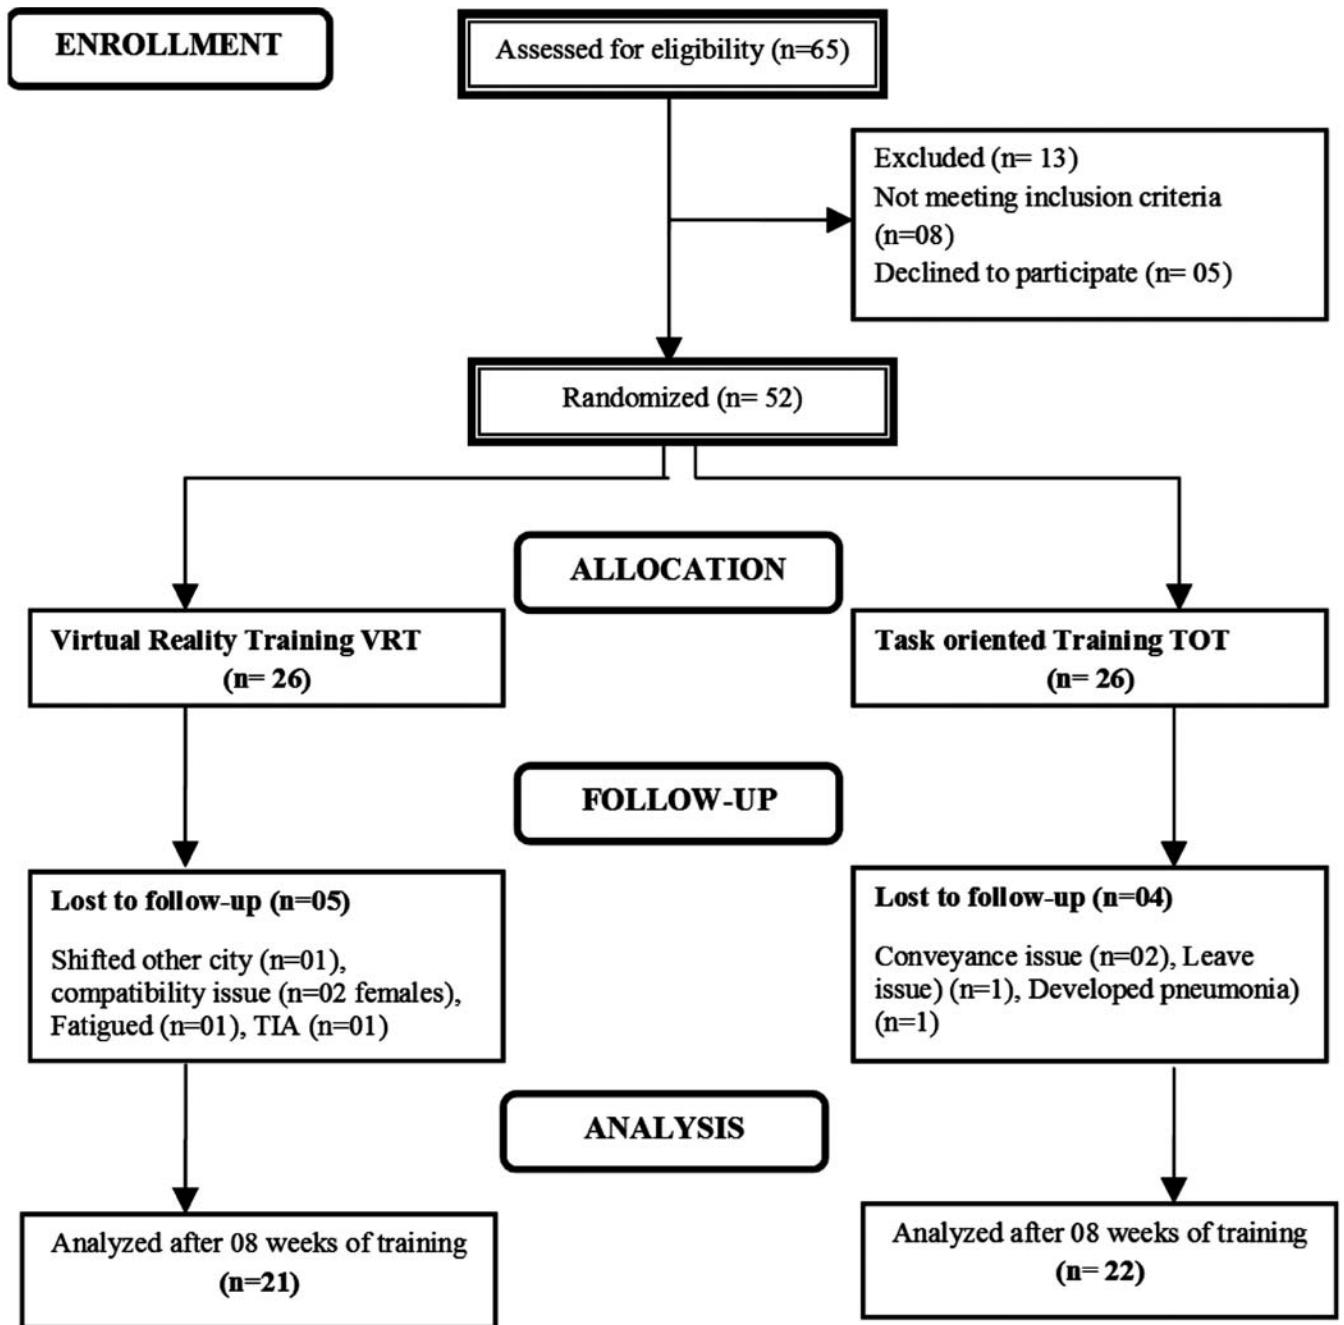 ENROLLMENT
Assessed for eligibility (n=65)
Excluded (n= 13)
Not meeting inclusion criteria
(n=08)
Declined to participate (n= 05)
Randomized (n= 52)
ALLOCATION
Virtual Reality Training VRT
(n= 26)
Task oriented Training TOT
(n= 26)
FOLLOW-UP
Lost to follow-up (n=05)
Shifted other city (n=01),
compatibility issue (n=02 females),
Fatigued (n=01), TIA (n=01)
Lost to follow-up (n=04)
Conveyance issue (n=02), Leave
issue) (n=1), Developed pneumonia)
(n=1)
ANALYSIS
Analyzed after 08 weeks of training
(n=21)
Analyzed after 08 weeks of training
(n= 22)